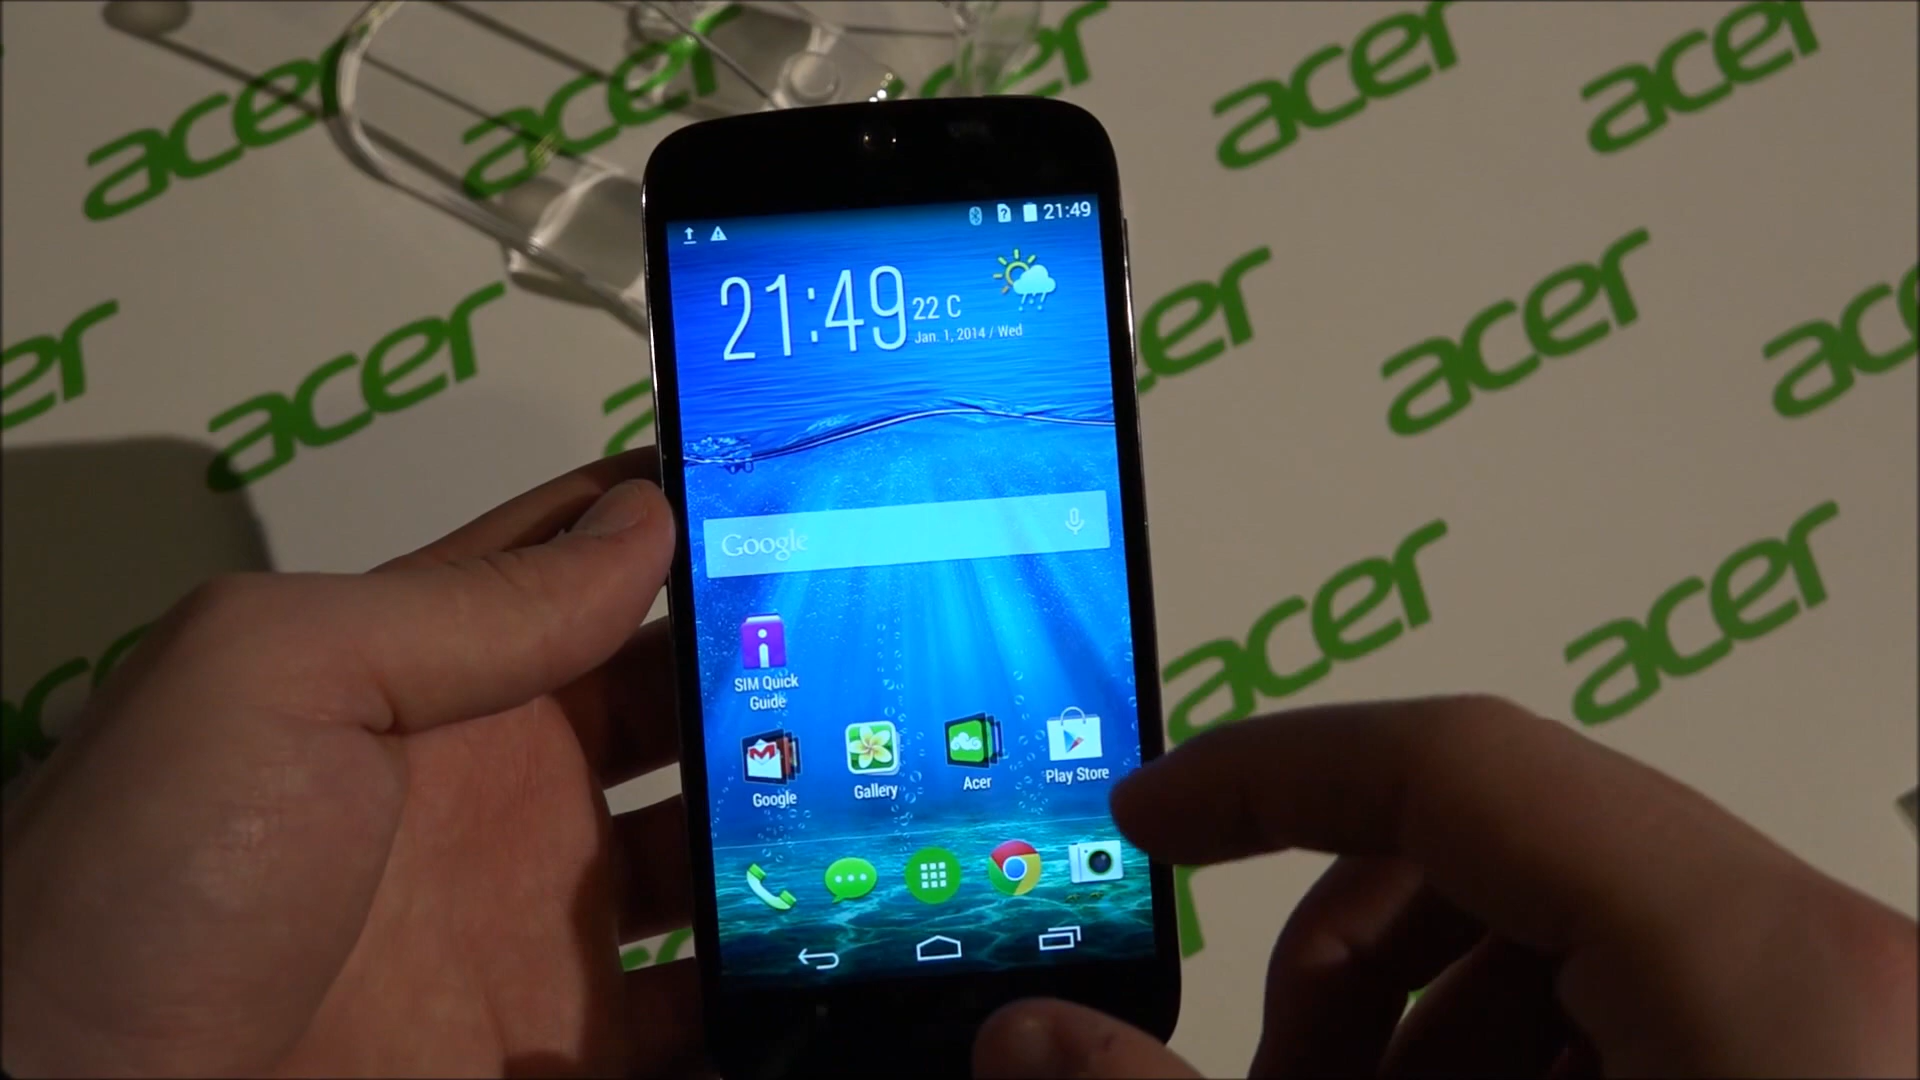 acer
acer
acer
acer
acer
21:49
21:49
22 C
Jan. 1, 2014 / Wed
acer
acer
acer
acer
Google
SIM Quick
Guide
acer
acer
Google
Gallery
Acer
Play Store